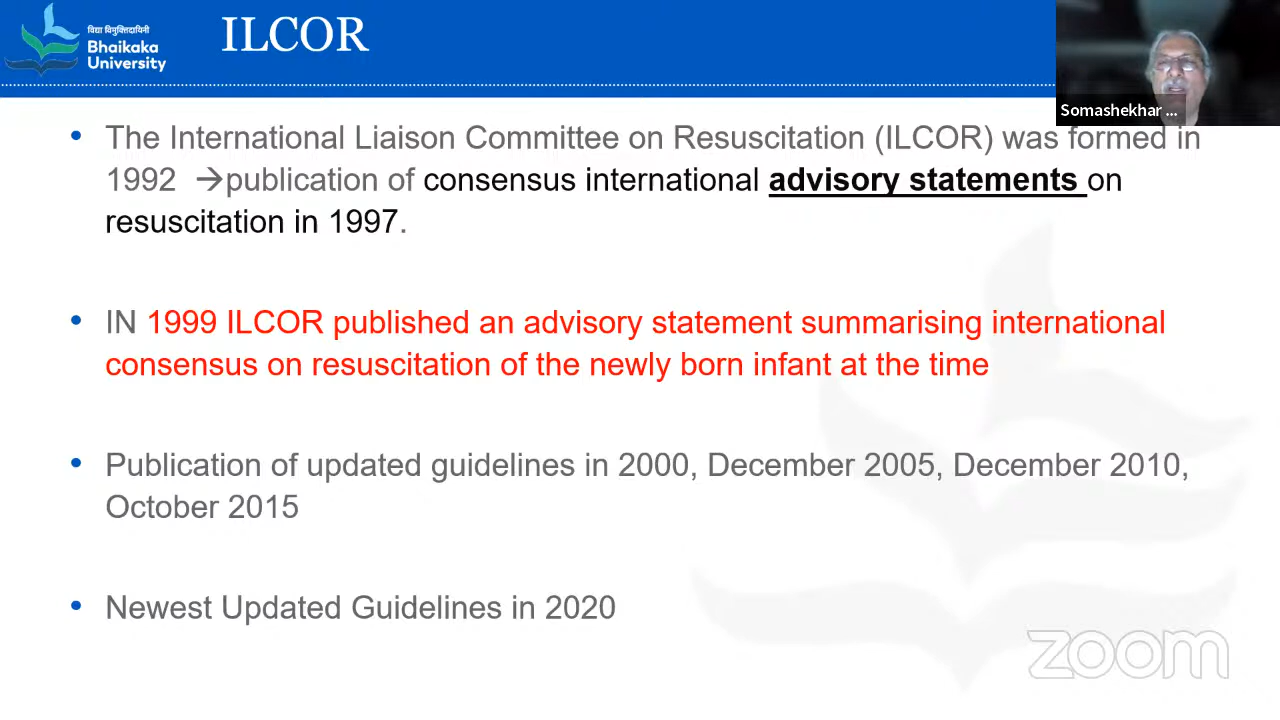 विद्या विमुक्तिदायिनी
Bhaikaka
University
ILCOR
Somashekhar ...
• The International Liaison Committee on Resuscitation (ILCOR) was formed in
1992 →publication of consensus international advisory statements on
resuscitation in 1997.
• IN 1999 ILCOR published an advisory statement summarising international
consensus on resuscitation of the newly born infant at the time
• Publication of updated guidelines in 2000, December 2005, December 2010,
October 2015
• Newest Updated Guidelines in 2020
zoom